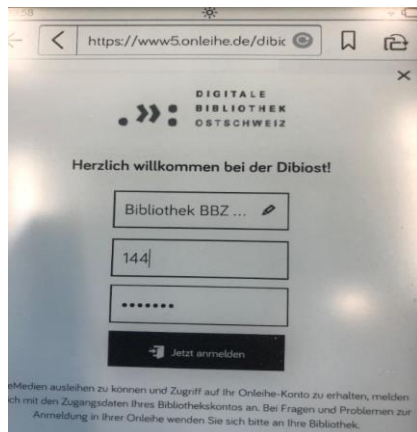 :58
https://www5.onleihe.de/dibic
DIGITALE
BIBLIOTHEK
OSTSCHWEIZ
Herzlich willkommen bei der Dibiost!
Bibliothek BBZ ...
144
•••••••
Jetzt anmelden
eMedien ausleihen zu können und Zugriff auf Ihr Onleihe-Konto zu erhalten, melden
ch mit den Zugangsdaten Ihres Bibliothekskontos an. Bei Fragen und Problemen zur
Anmeldung in Ihrer Onleihe wenden Sie sich bitte an Ihre Bibliothek.